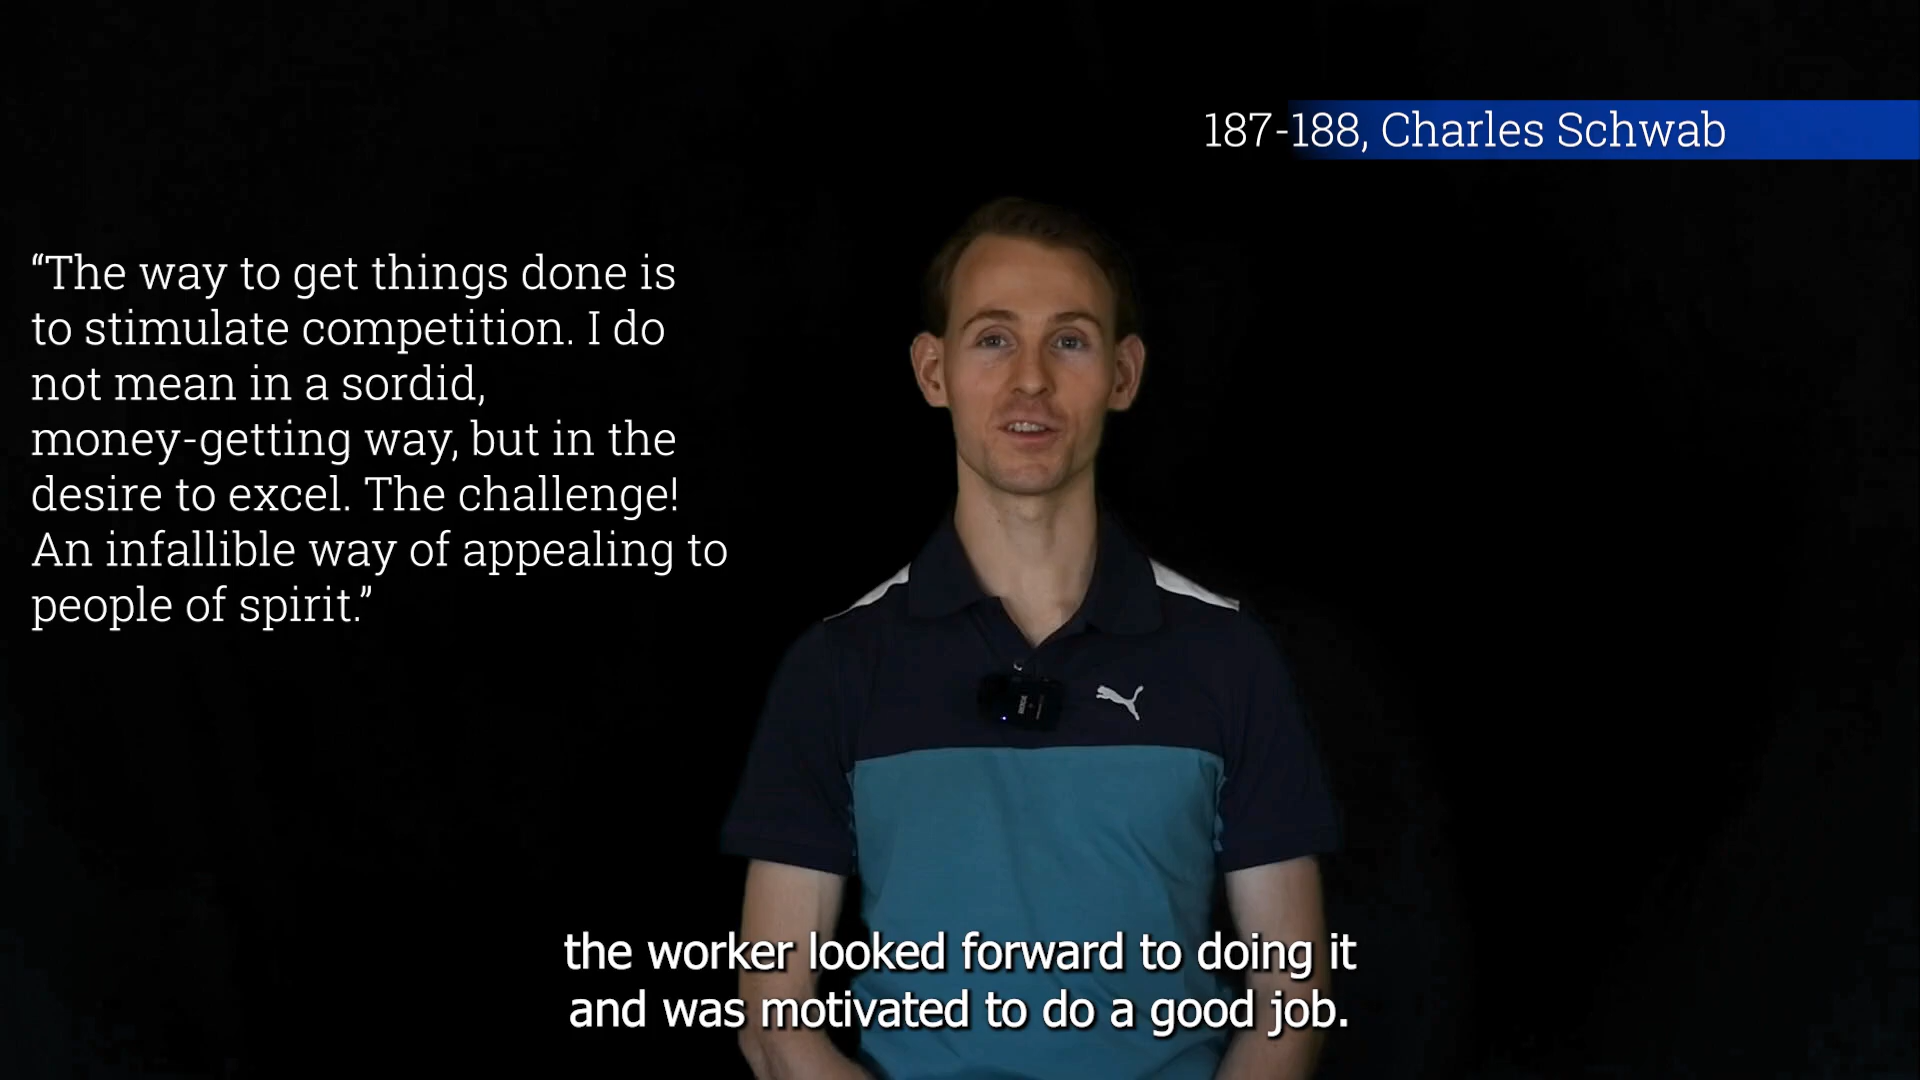 187-188, Charles Schwab
“The way to get things done is
to stimulate competition. I do
not mean in a sordid,
money-getting way, but in the
desire to excel. The challenge!
An infallible way of appealing to
people of spirit.”
the worker looked forward to doing it
and was motivated to do a good job.